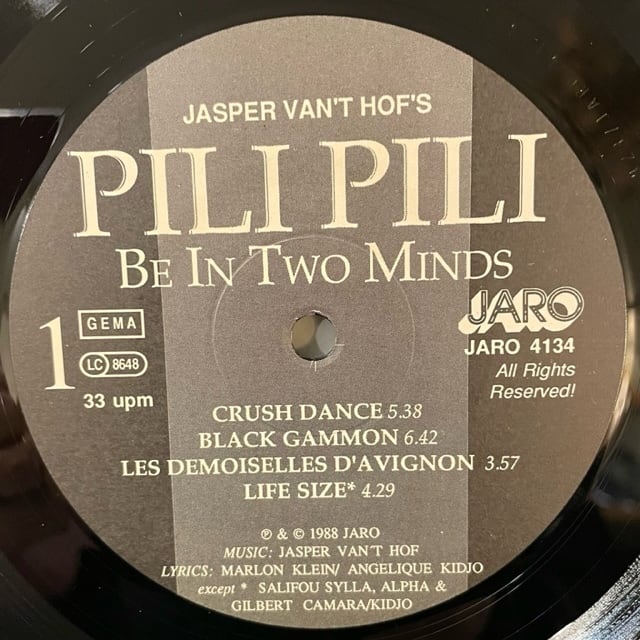 JASPER VAN'T HOF'S
PILI PILI
BE IN TWO MINDS
1
GEMA
LC 8648
33 upm
JARO
JARO 4134
All Rights
Reserved!
CRUSH DANCE 5.38
BLACK GAMMON 6.42
LES DEMOISELLES D'AVIGNON 3.57
LIFE SIZE* 4.29
℗ & © 1988 JARO
MUSIC: JASPER VAN'T HOF
LYRICS: MARLON KLEIN/ ANGELIQUE KIDJO
except * SALIFOU SYLLA, ALPHA &
GILBERT CAMARA/KIDJO